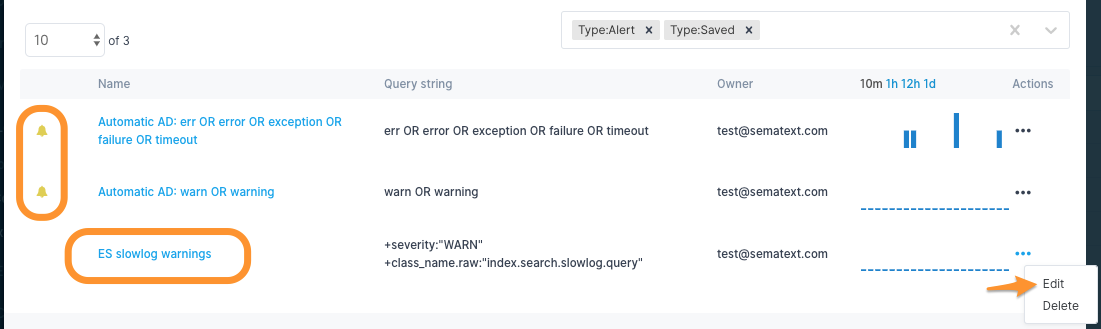 10 of 3
Type:Alert × Type:Saved ×
Name Query string Owner 10m 1h 12h 1d Actions
Automatic AD: err OR error OR exception OR
failure OR timeout
err OR error OR exception OR failure OR timeout
test@sematext.com
Automatic AD: warn OR warning
warn OR warning
test@sematext.com
ES slowlog warnings
+severity:"WARN"
+class_name.raw:"index.search.slowlog.query"
test@sematext.com
Edit
Delete